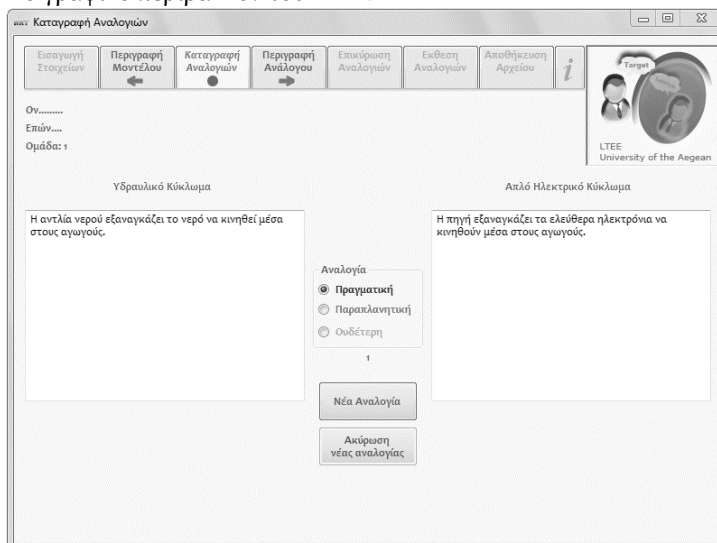 Καταγραφή Αναλογιών
Εισαγωγή Στοιχείων
Περιγραφή Μοντέλου
Καταγραφή Αναλογιών
Περιγραφή Ανάλογου
Επικύρωση Αναλογιών
Εκθεση Αναλογιών
Αποθήκευση Αρχείου
i
Target
Source
LTEE
University of the Aegean
Ον.........
Επών....
Ομάδα: 1
Υδραυλικό Κύκλωμα
Απλό Ηλεκτρικό Κύκλωμα
Η αντλία νερού εξαναγκάζει το νερό να κινηθεί μέσα
στους αγωγούς.
Η πηγή εξαναγκάζει τα ελεύθερα ηλεκτρόνια να
κινηθούν μέσα στους αγωγούς.
Αναλογία
Πραγματική
Παραπλανητική
Ουδέτερη
1
Νέα Αναλογία
Ακύρωση
νέας αναλογίας